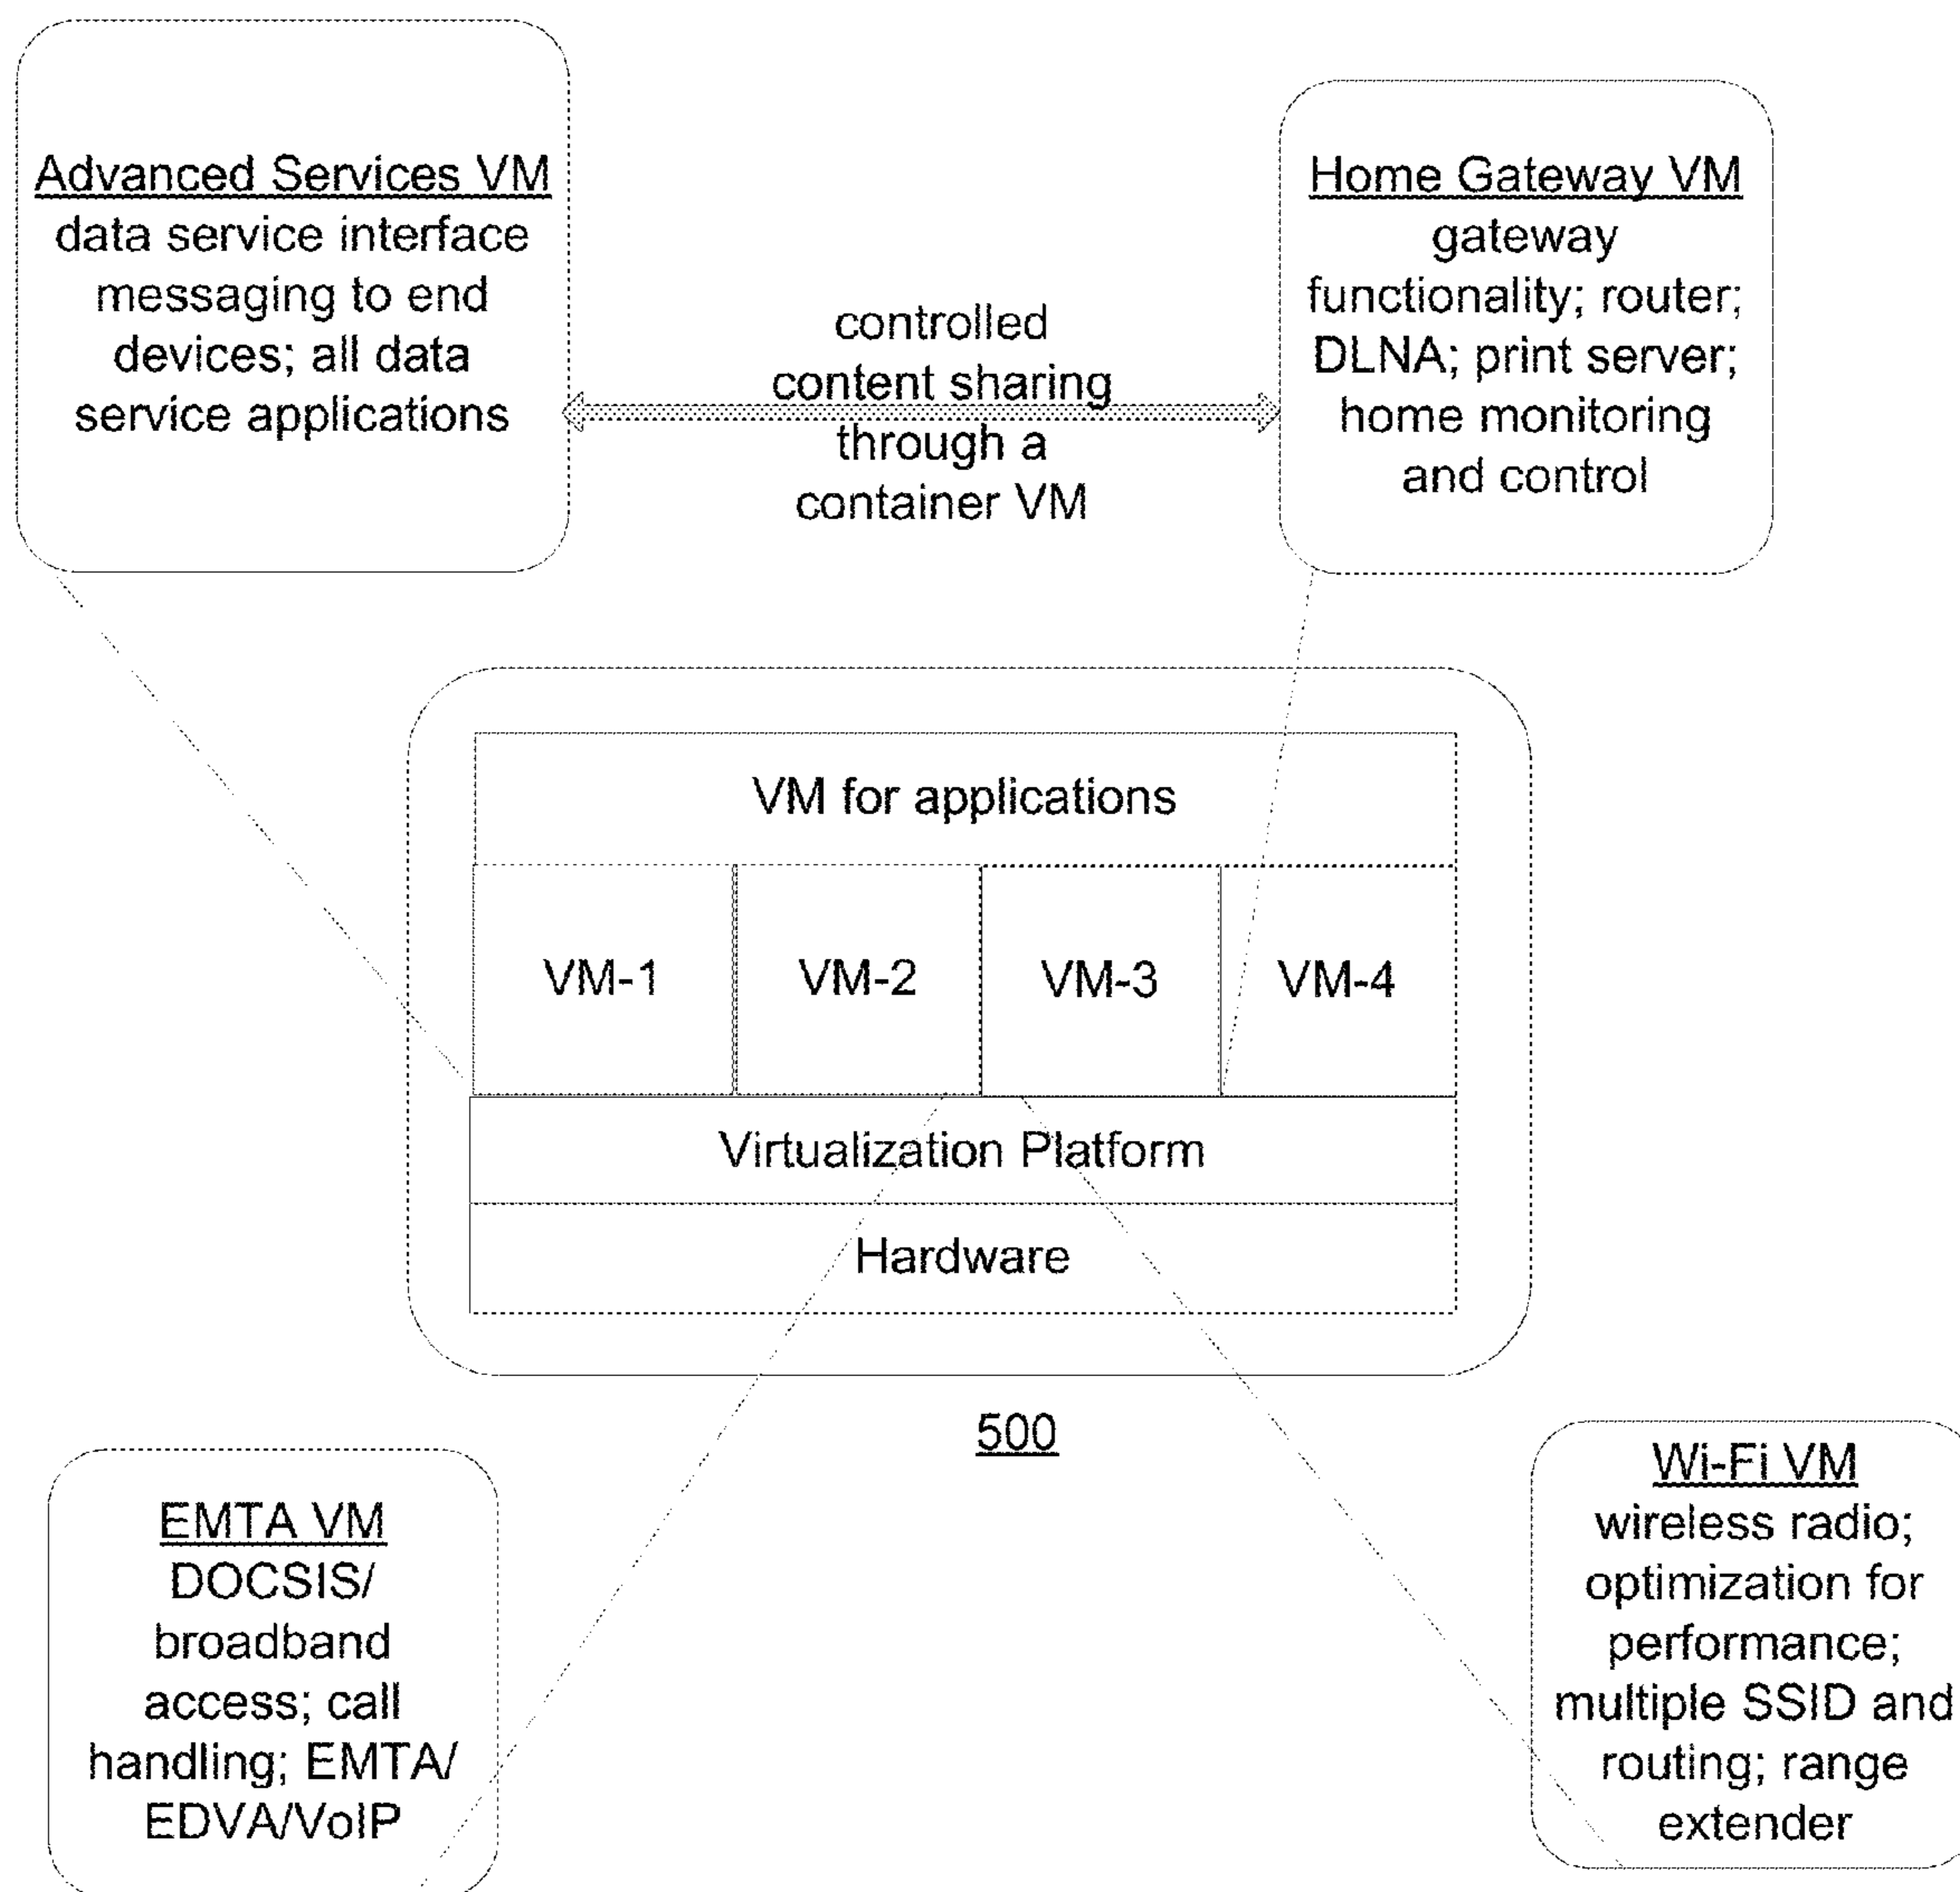 Advanced Services VM
data service interface
messaging to end
devices; all data
service applications
controlled
content sharing
through a
container VM
Home Gateway VM
gateway
functionality; router;
DLNA; print server;
home monitoring
and control
VM for applications
VM-1
VM-2
VM-3
VM-4
Virtualization Platform
Hardware
500
EMTA VM
DOCSIS/
broadband
access; call
handling; EMTA/
EDVA/VoIP
Wi-Fi VM
wireless radio;
optimization for
performance;
multiple SSID and
routing; range
extender